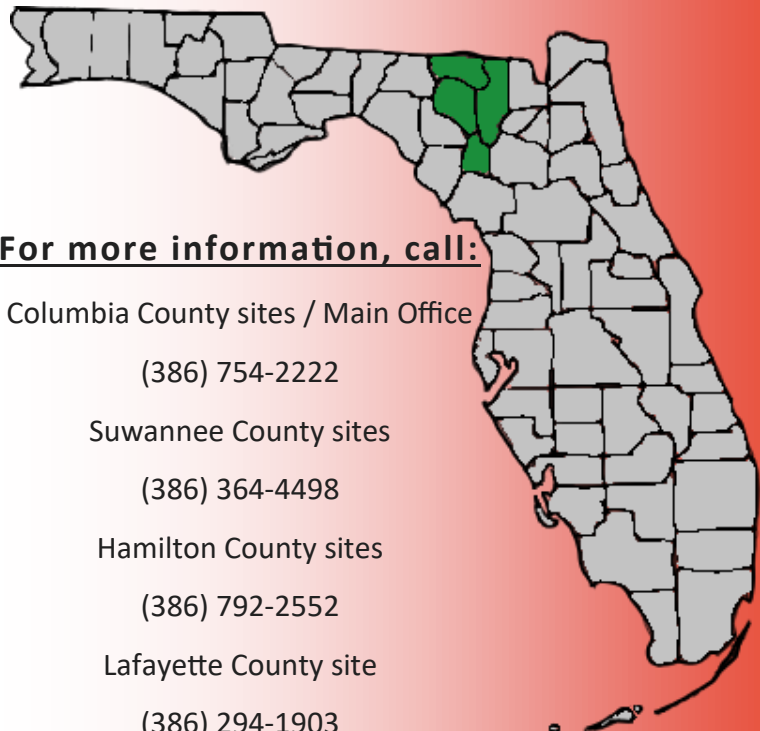 For more information, call:
Columbia County sites / Main Office
(386) 754-2222
Suwannee County sites
(386) 364-4498
Hamilton County sites
(386) 792-2552
Lafayette County site
(386) 294-1903